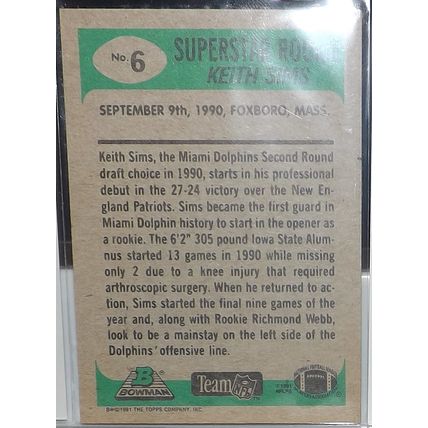 No. 6
SUPERSTAR ROOKIE
KEITH SIMS
SEPTEMBER 9th, 1990, FOXBORO, MASS.
Keith Sims, the Miami Dolphins Second Round
draft choice in 1990, starts in his professional
debut in the 27-24 victory over the New En-
gland Patriots. Sims became the first guard in
Miami Dolphin history to start in the opener as
a rookie. The 6'2" 305 pound Iowa State Alum-
nus started 13 games in 1990 while missing
only 2 due to a knee injury that required
arthroscopic surgery. When he returned to ac-
tion, Sims started the final nine games of the
year and, along with Rookie Richmond Webb,
look to be a mainstay on the left side of the
Dolphins' offensive line.
B
BOWMAN
Team NFL
TM
©1991
B®©1991 THE TOPPS COMPANY, INC.